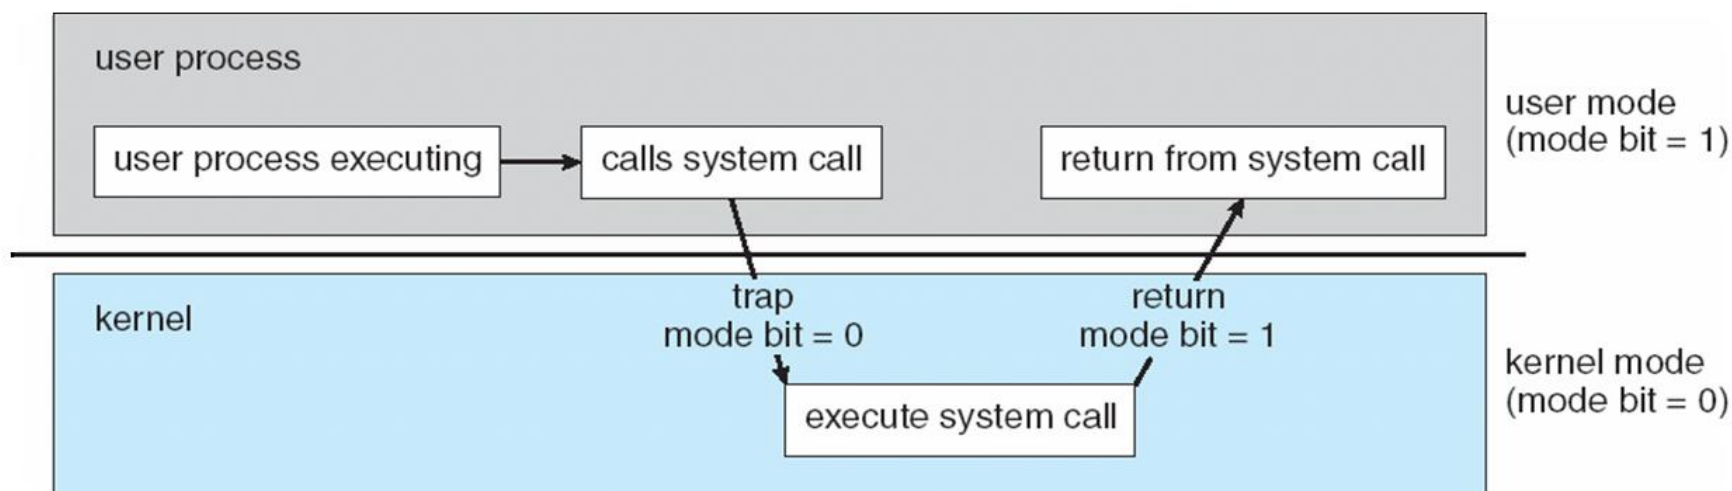 user process
user process executing
calls system call
return from system call
user mode
(mode bit = 1)
kernel
trap
mode bit = 0
return
mode bit = 1
execute system call
kernel mode
(mode bit = 0)